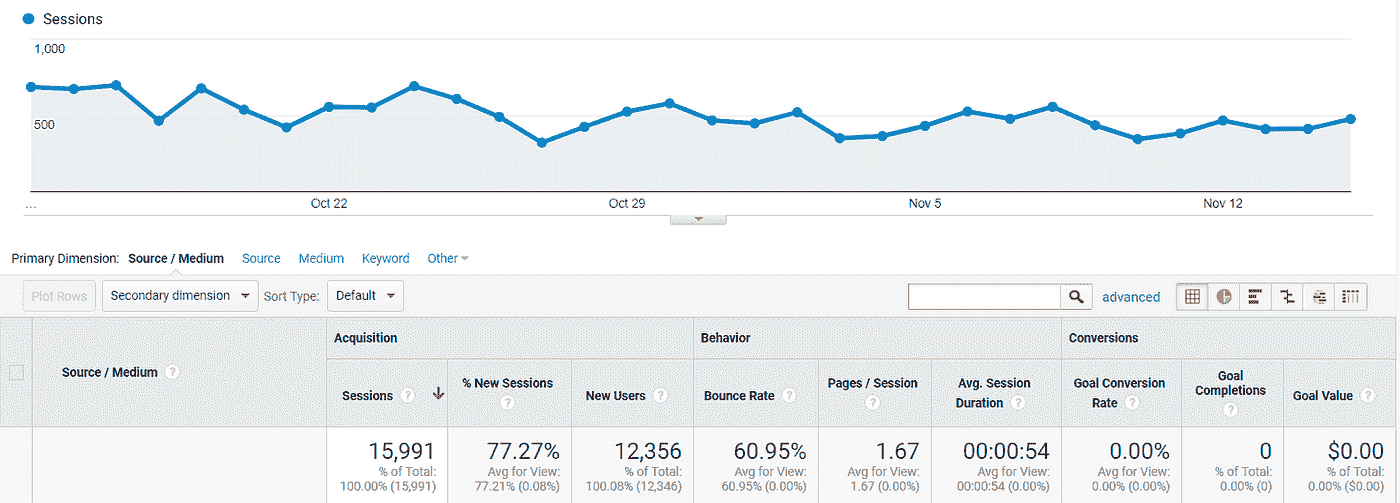 Sessions
1,000
500
... Oct 22 Oct 29 Nov 5 Nov 12
Primary Dimension: Source / Medium Source Medium Keyword Other
Plot Rows Secondary dimension Sort Type: Default advanced
Acquisition Behavior Conversions
Source / Medium ?
Sessions ?
% New Sessions
?
New Users ?
Bounce Rate ?
Pages / Session
?
Avg. Session
Duration ?
Goal Conversion
Rate ?
Goal
Completions
?
Goal Value ?
15,991
% of Total:
100.00% (15,991)
77.27%
Avg for View:
77.21% (0.08%)
12,356
% of Total:
100.08% (12,346)
60.95%
Avg for View:
60.95% (0.00%)
1.67
Avg for View:
1.67 (0.00%)
00:00:54
Avg for View:
00:00:54 (0.00%)
0.00%
Avg for View:
0.00% (0.00%)
0
% of Total:
0.00% (0)
$0.00
% of Total:
0.00% ($0.00)